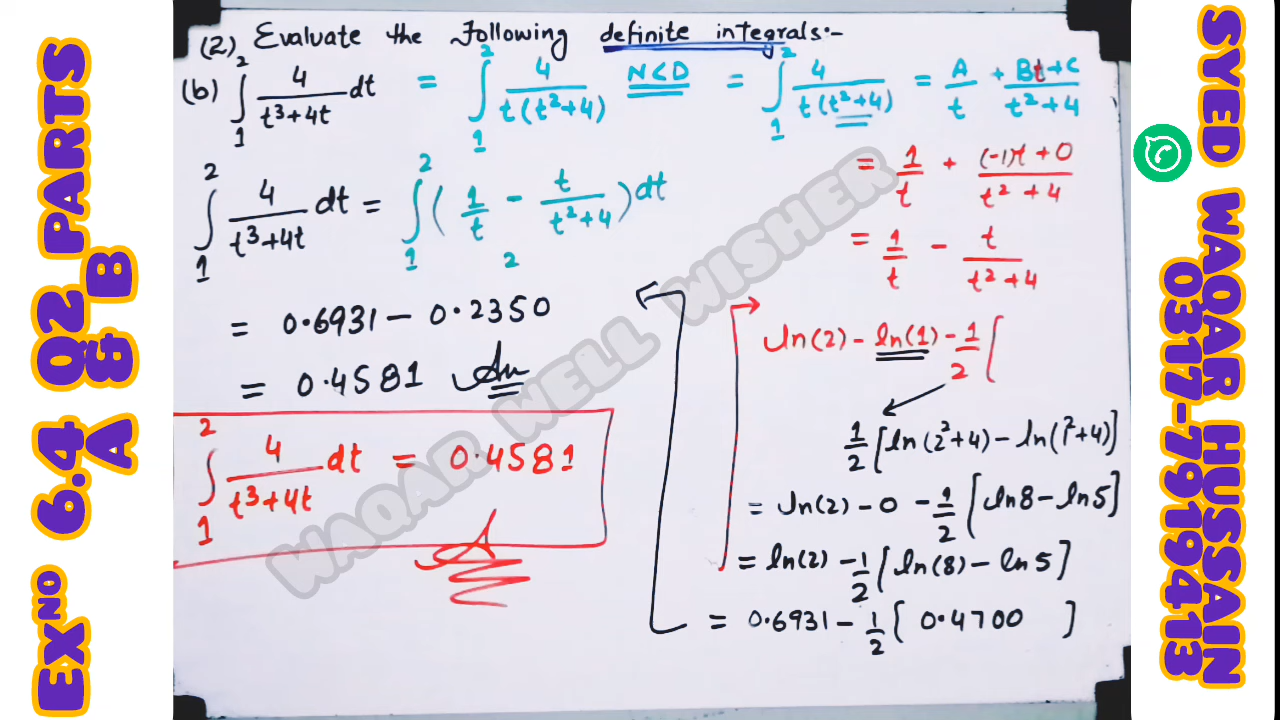 EXᴺᴼ 6.4 Q2 PARTS
A & B
(2), Evaluate the following definite integrals:-
(b) ∫₁² 4/(t³+4t) dt = ∫₁² 4/(t(t²+4)) N<D = ∫₁² 4/(t(t²+4)) = A/t + (Bt+C)/(t²+4)
= 1/t + ((-1)t+0)/(t²+4)
= 1/t - t/(t²+4)
∫₁² 4/(t³+4t) dt = ∫₁² (1/t - t/(t²+4)) dt
2
ln(2) - ln(1) - 1/2 [
1/2 [ln(2²+4) - ln(1²+4)]
= ln(2) - 0 - 1/2 [ln8 - ln5]
= ln(2) - 1/2 [ln(8) - ln5]
= 0.6931 - 1/2 [ 0.4700 ]
= 0.6931 - 0.2350
= 0.4581 Ans
∫₁² 4/(t³+4t) dt = 0.4581
WAQAR WELL WISHER
SYED WAQAR HUSSAIN
0317-7919413